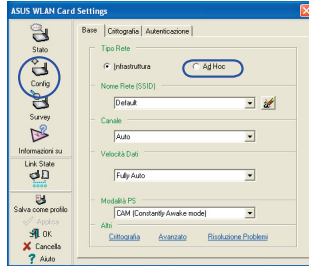 ASUS WLAN Card Settings
Stato
Config
Survey
Informazioni su
Link State
Salva come profilo
Applica
OK
Cancella
Aiuto
Base Crittografia Autenticazione
Tipo Rete
Infrastruttura Ad Hoc
Nome Rete (SSID)
Default
Canale
Auto
Velocità Dati
Fully Auto
Modalità PS
CAM (Constantly Awake mode)
Altri
Crittografia Avanzato Risoluzione Problemi